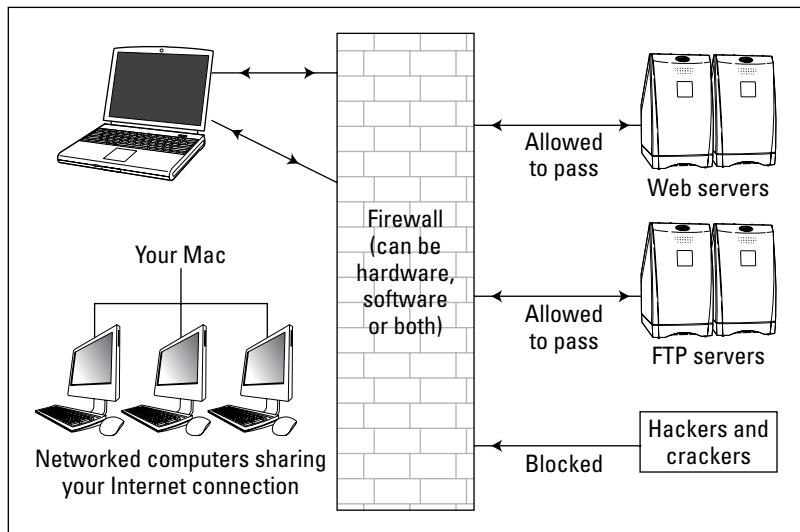 Your Mac
Networked computers sharing
your Internet connection
Firewall
(can be
hardware,
software
or both)
Allowed
to pass
Web servers
Allowed
to pass
FTP servers
Blocked
Hackers and
crackers